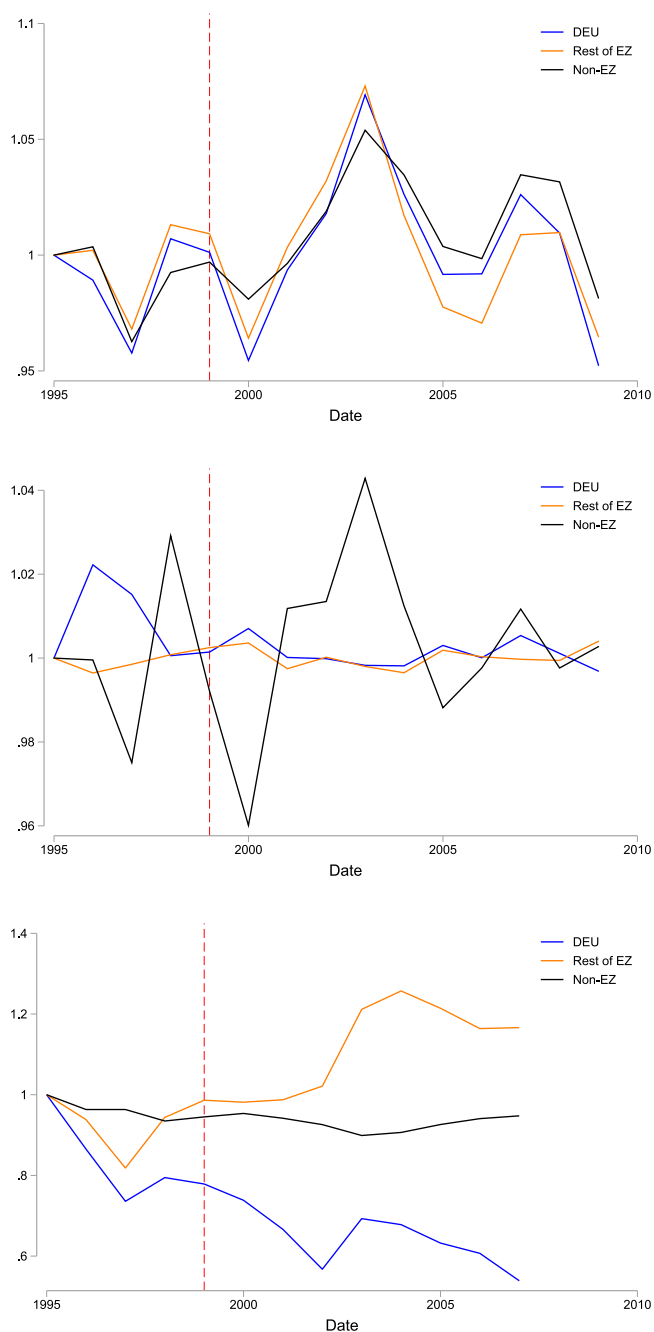 1.1
1.05
1
.95
1995
2000
2005
2010
Date
DEU
Rest of EZ
Non-EZ
1.04
1.02
1
.98
.96
1995
2000
2005
2010
Date
DEU
Rest of EZ
Non-EZ
1.4
1.2
1
.8
.6
1995
2000
2005
2010
Date
DEU
Rest of EZ
Non-EZ